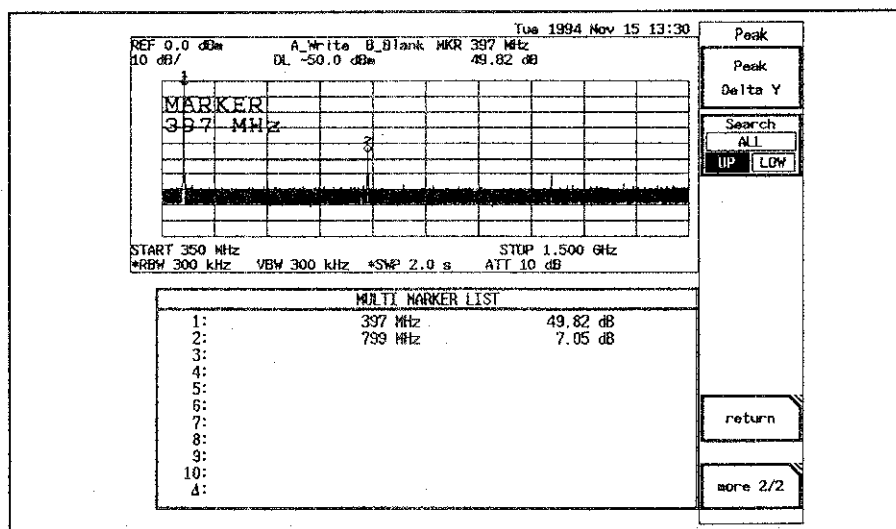 Tue 1994 Nov 15 13:30
REF 0.0 dBm A_Write B_Blank MKR 397 MHz
10 dB/ DL -50.0 dBm 49.82 dB
1
MARKER
397 MHz
2
START 350 MHz STOP 1.500 GHz
*RBW 300 kHz VBW 300 kHz *SWP 2.0 s ATT 10 dB
MULTI MARKER LIST
1: 397 MHz 49.82 dB
2: 799 MHz 7.05 dB
3:
4:
5:
6:
7:
8:
9:
10:
Δ:
Peak
Peak
Delta Y
Search
ALL
UP LOW
return
more 2/2